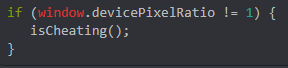 if (window.devicePixelRatio != 1) {
    isCheating();
}